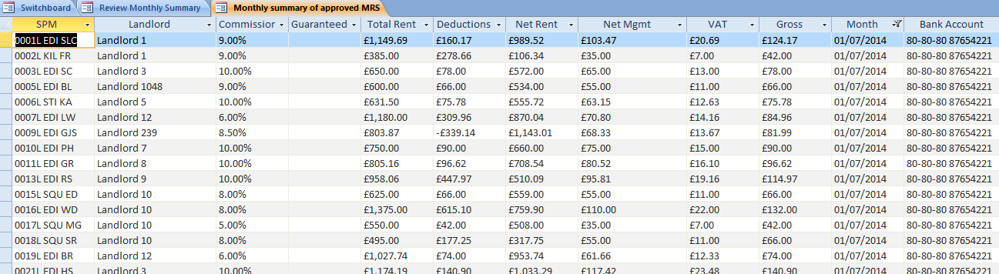 Switchboard Review Monthly Summary Monthly summary of approved MRS
SPM Landlord Commissior Guaranteed Total Rent Deductions Net Rent Net Mgmt VAT Gross Month Bank Account
0001L EDI SLC Landlord 1 9.00% £1,149.69 £160.17 £989.52 £103.47 £20.69 £124.17 01/07/2014 80-80-80 87654221
0002L KIL FR Landlord 1 9.00% £385.00 £278.66 £106.34 £35.00 £7.00 £42.00 01/07/2014 80-80-80 87654221
0003L EDI SC Landlord 3 10.00% £650.00 £78.00 £572.00 £65.00 £13.00 £78.00 01/07/2014 80-80-80 87654221
0005L EDI BL Landlord 1048 9.00% £600.00 £66.00 £534.00 £55.00 £11.00 £66.00 01/07/2014 80-80-80 87654221
0006L STI KA Landlord 5 10.00% £631.50 £75.78 £555.72 £63.15 £12.63 £75.78 01/07/2014 80-80-80 87654221
0007L EDI LW Landlord 12 6.00% £1,180.00 £309.96 £870.04 £70.80 £14.16 £84.96 01/07/2014 80-80-80 87654221
0009L EDI GJS Landlord 239 8.50% £803.87 -£339.14 £1,143.01 £68.33 £13.67 £81.99 01/07/2014 80-80-80 87654221
0010L EDI PH Landlord 7 10.00% £750.00 £90.00 £660.00 £75.00 £15.00 £90.00 01/07/2014 80-80-80 87654221
0011L EDI GR Landlord 8 10.00% £805.16 £96.62 £708.54 £80.52 £16.10 £96.62 01/07/2014 80-80-80 87654221
0013L EDI RS Landlord 9 10.00% £958.06 £447.97 £510.09 £95.81 £19.16 £114.97 01/07/2014 80-80-80 87654221
0015L SQU ED Landlord 10 8.00% £625.00 £66.00 £559.00 £55.00 £11.00 £66.00 01/07/2014 80-80-80 87654221
0016L EDI WD Landlord 10 8.00% £1,375.00 £615.10 £759.90 £110.00 £22.00 £132.00 01/07/2014 80-80-80 87654221
0017L SQU MG Landlord 10 5.00% £550.00 £42.00 £508.00 £35.00 £7.00 £42.00 01/07/2014 80-80-80 87654221
0018L SQU SR Landlord 10 8.00% £495.00 £177.25 £317.75 £55.00 £11.00 £66.00 01/07/2014 80-80-80 87654221
0019L EDI BR Landlord 12 6.00% £1,027.74 £74.00 £953.74 £61.66 £12.33 £74.00 01/07/2014 80-80-80 87654221
0021L EDI HS Landlord 3 10.00% £1,174.19 £140.90 £1,033.29 £117.42 £23.48 £140.90 01/07/2014 80-80-80 87654221